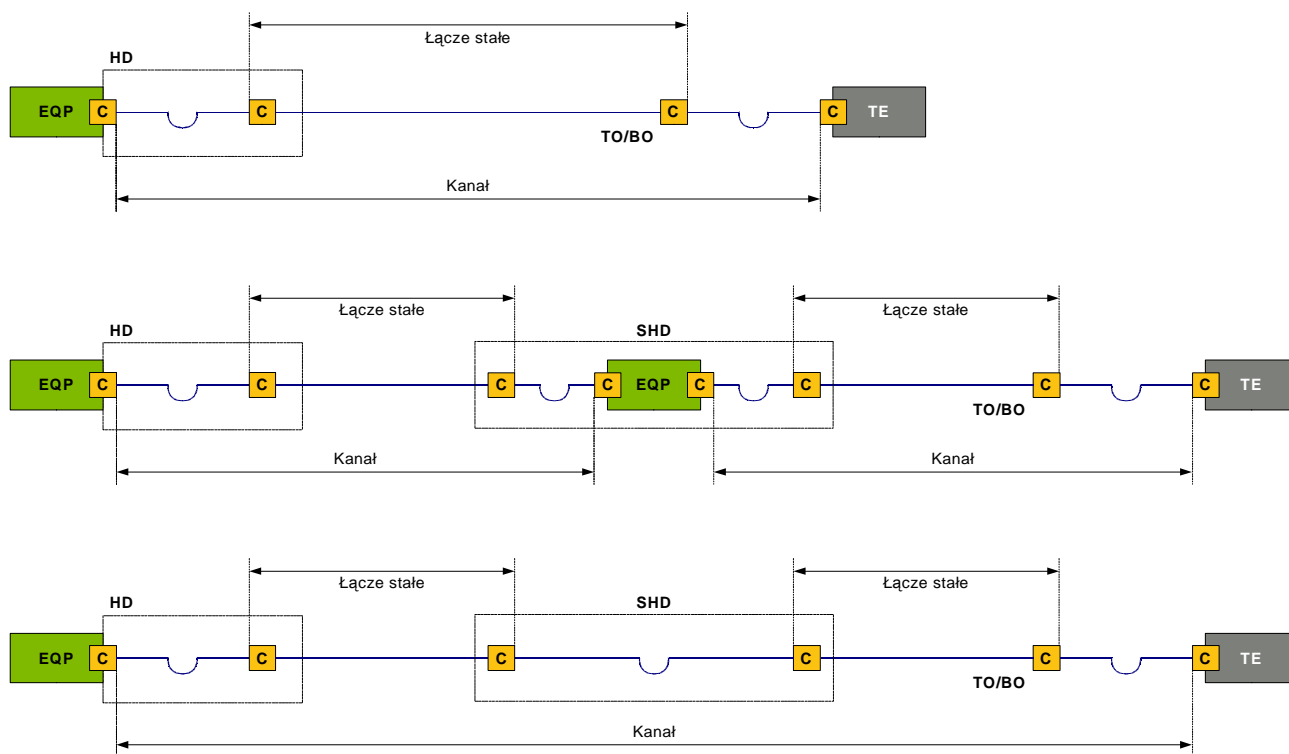 Łącze stałe
HD
EQP C C C C TE
TO/BO
Kanał
Łącze stałe Łącze stałe
HD SHD
EQP C C C C EQP C C C C TE
TO/BO
Kanał Kanał
Łącze stałe Łącze stałe
HD SHD
EQP C C C C C C TE
TO/BO
Kanał